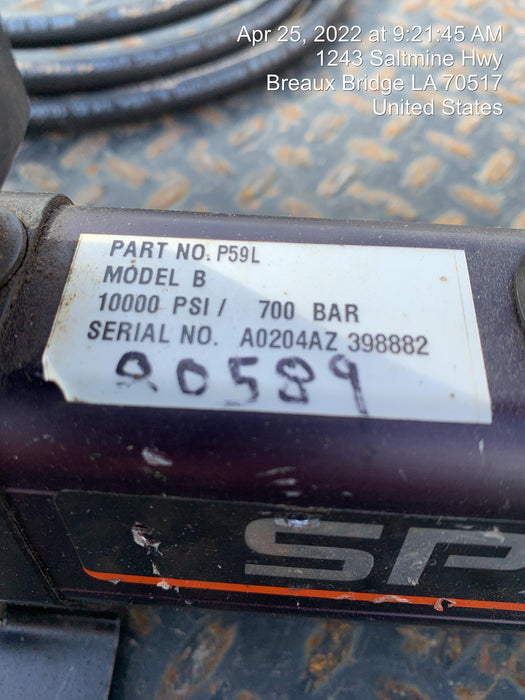 Apr 25, 2022 at 9:21:45 AM
1243 Saltmine Hwy
Breaux Bridge LA 70517
United States
PART NO. P59L
MODEL B
10000 PSI / 700 BAR
SERIAL NO. A0204AZ 398882
20589
SP